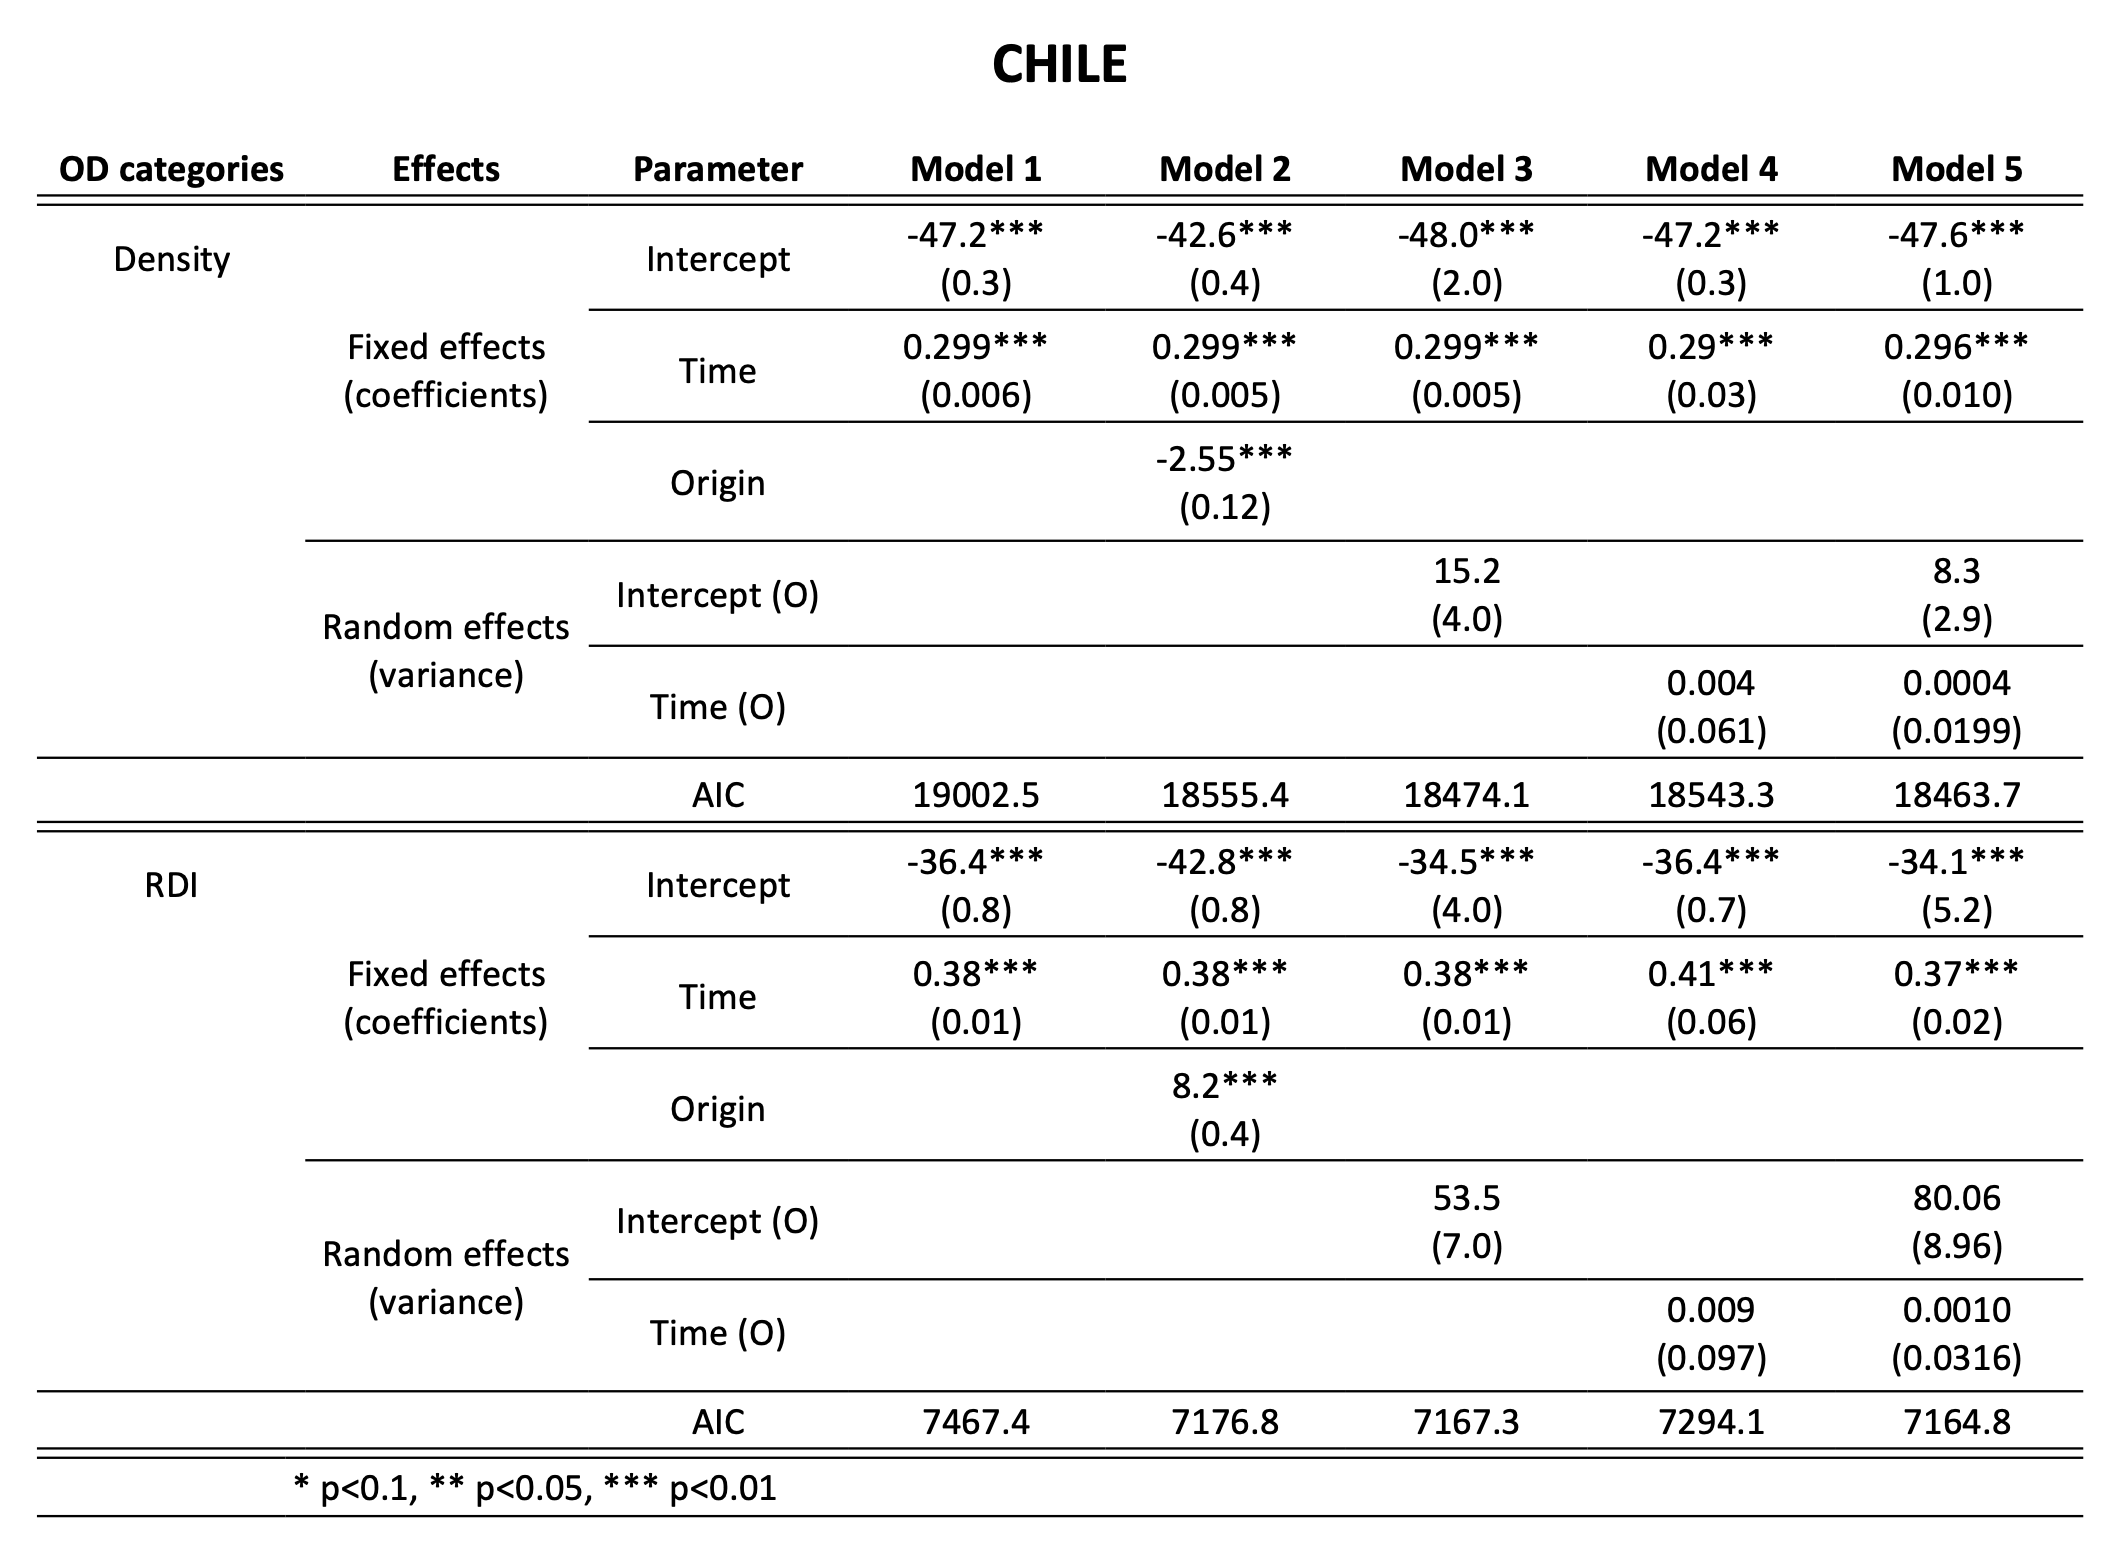 CHILE
OD categories Effects Parameter Model 1 Model 2 Model 3 Model 4 Model 5
Density Fixed effects (coefficients) Intercept -47.2*** -42.6*** -48.0*** -47.2*** -47.6***
(0.3) (0.4) (2.0) (0.3) (1.0)
Time 0.299*** 0.299*** 0.299*** 0.29*** 0.296***
(0.006) (0.005) (0.005) (0.03) (0.010)
Origin -2.55***
(0.12)
Random effects (variance) Intercept (O) 15.2 8.3
(4.0) (2.9)
Time (O) 0.004 0.0004
(0.061) (0.0199)
AIC 19002.5 18555.4 18474.1 18543.3 18463.7
RDI Fixed effects (coefficients) Intercept -36.4*** -42.8*** -34.5*** -36.4*** -34.1***
(0.8) (0.8) (4.0) (0.7) (5.2)
Time 0.38*** 0.38*** 0.38*** 0.41*** 0.37***
(0.01) (0.01) (0.01) (0.06) (0.02)
Origin 8.2***
(0.4)
Random effects (variance) Intercept (O) 53.5 80.06
(7.0) (8.96)
Time (O) 0.009 0.0010
(0.097) (0.0316)
AIC 7467.4 7176.8 7167.3 7294.1 7164.8
* p<0.1, ** p<0.05, *** p<0.01